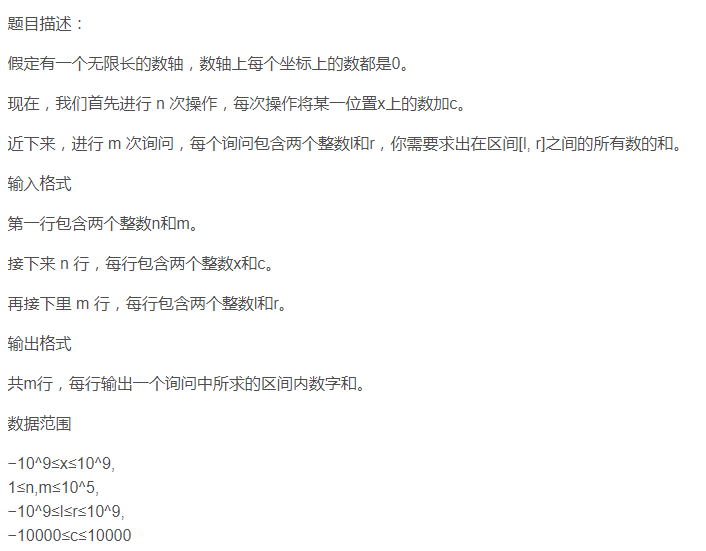 题目描述：
假定有一个无限长的数轴，数轴上每个坐标上的数都是0。
现在，我们首先进行 n 次操作，每次操作将某一位置x上的数加c。
近下来，进行 m 次询问，每个询问包含两个整数l和r，你需要求出在区间[l, r]之间的所有数的和。
输入格式
第一行包含两个整数n和m。
接下来 n 行，每行包含两个整数x和c。
再接下里 m 行，每行包含两个整数l和r。
输出格式
共m行，每行输出一个询问中所求的区间内数字和。
数据范围
−10^9≤x≤10^9,
1≤n,m≤10^5,
−10^9≤l≤r≤10^9,
−10000≤c≤10000